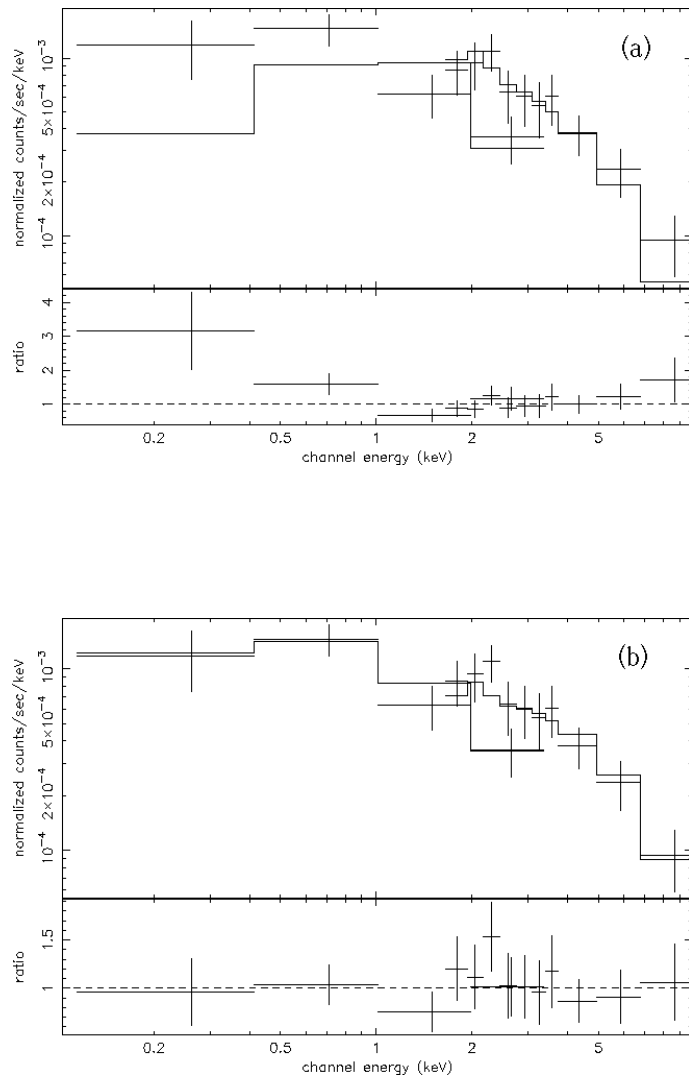 (a)
normalized counts/sec/keV
10⁻³
5×10⁻⁴
2×10⁻⁴
10⁻⁴
ratio
4
3
2
1
0.2 0.5 1 2 5
channel energy (keV)
(b)
normalized counts/sec/keV
10⁻³
5×10⁻⁴
2×10⁻⁴
10⁻⁴
ratio
1.5
1
0.2 0.5 1 2 5
channel energy (keV)